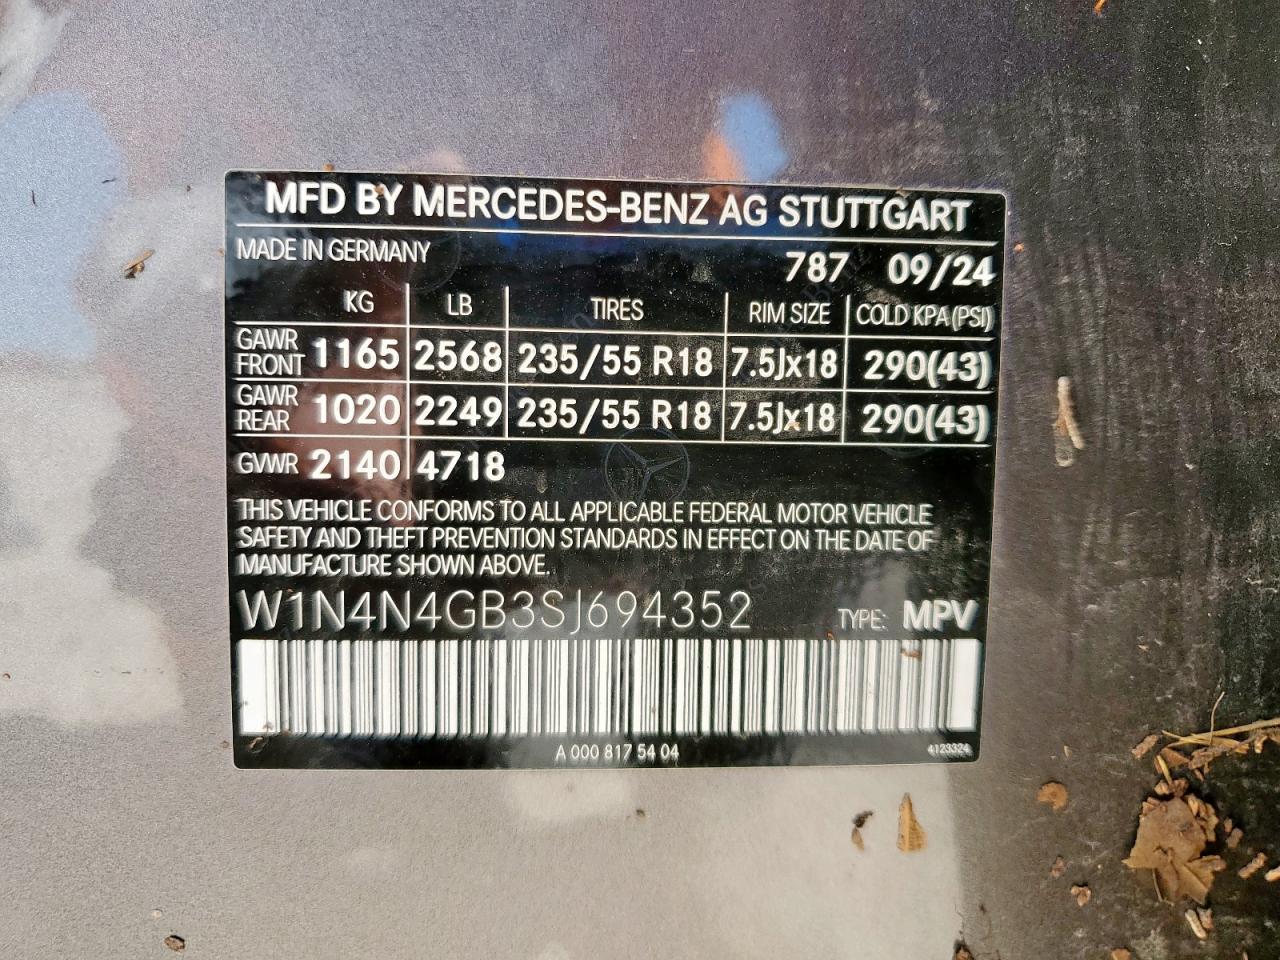 MFD BY MERCEDES-BENZ AG STUTTGART
MADE IN GERMANY 787 09/24
KG LB TIRES RIM SIZE COLD KPA (PSI)
GAWR FRONT 1165 2568 235/55 R18 7.5Jx18 290(43)
GAWR REAR 1020 2249 235/55 R18 7.5Jx18 290(43)
GVWR 2140 4718
THIS VEHICLE CONFORMS TO ALL APPLICABLE FEDERAL MOTOR VEHICLE
SAFETY AND THEFT PREVENTION STANDARDS IN EFFECT ON THE DATE OF
MANUFACTURE SHOWN ABOVE.
W1N4N4GB3SJ694352 TYPE: MPV
A 000 817 54 04 4123324